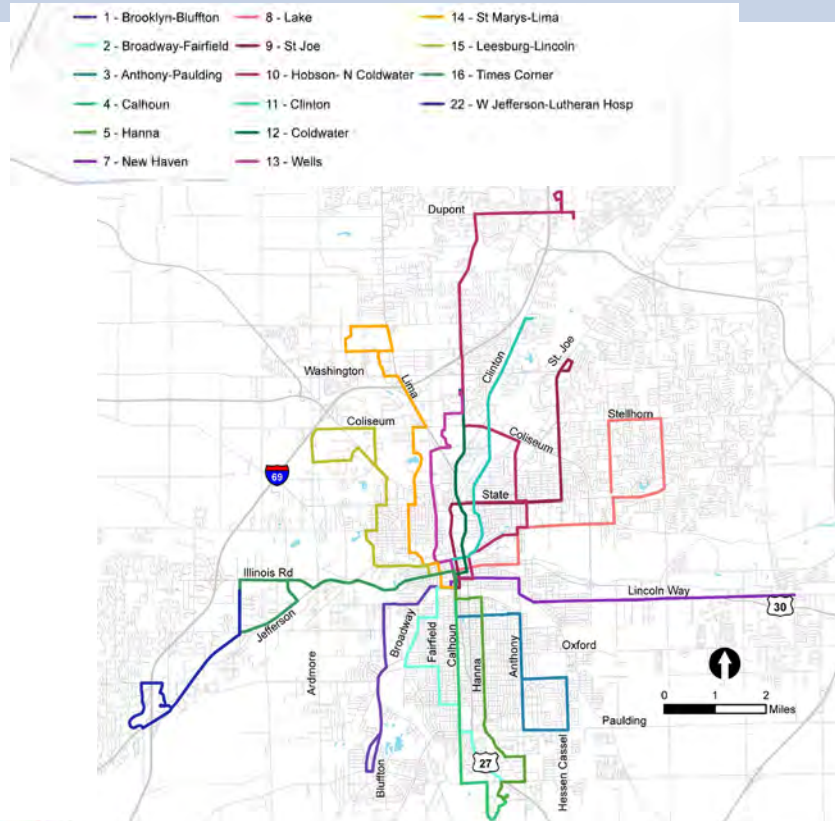 1 - Brooklyn-Bluffton
2 - Broadway-Fairfield
3 - Anthony-Paulding
4 - Calhoun
5 - Hanna
7 - New Haven
8 - Lake
9 - St Joe
10 - Hobson- N Coldwater
11 - Clinton
12 - Coldwater
13 - Wells
14 - St Marys-Lima
15 - Leesburg-Lincoln
16 - Times Corner
22 - W Jefferson-Lutheran Hosp
Dupont
Clinton
St. Joe
Washington
Lima
Stellhorn
Coliseum
Coliseum
69
State
Illinois Rd
Lincoln Way
30
Jefferson
Broadway
Fairfield
Calhoun
Hanna
Anthony
Oxford
Ardmore
0 1 2
Miles
Paulding
27
Bluffton
Hessen Cassel